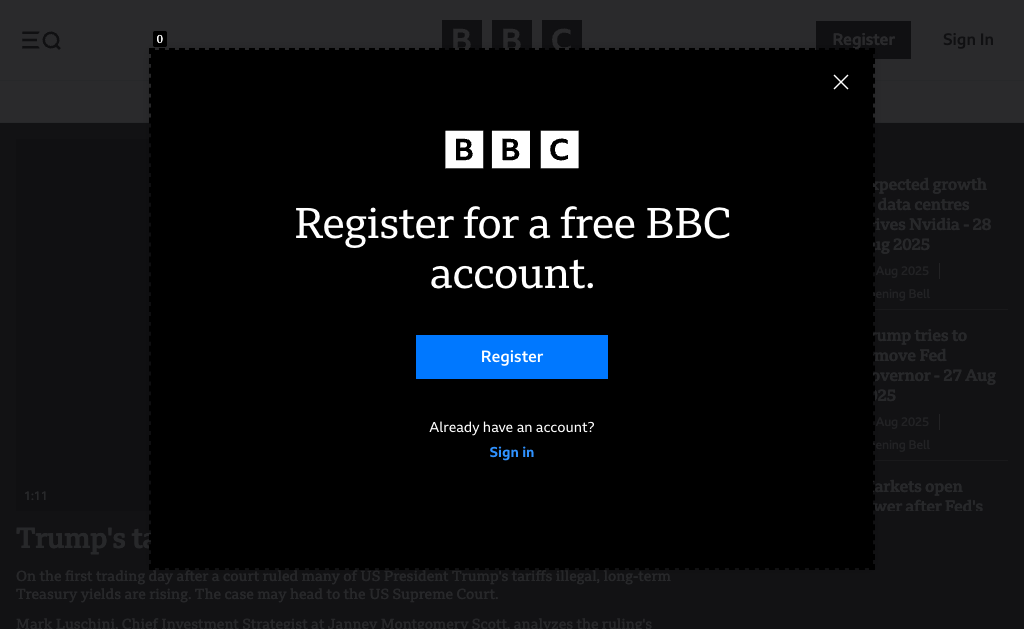 0
BBC
Register
Sign In
BBC
Register for a free BBC
account.
Register
Already have an account?
Sign in
xpected growth
data centres
ives Nvidia - 28
ug 2025
Aug 2025
ening Bell
rump tries to
move Fed
overnor - 27 Aug
025
Aug 2025
ening Bell
arkets open
wer after Fed's
1:11
Trump's ta
On the first trading day after a court ruled many of US President Trump's tariffs illegal, long-term
Treasury yields are rising. The case may head to the US Supreme Court.
Mark Luschini, Chief Investment Strategist at Janney Montgomery Scott, analyzes the ruling's